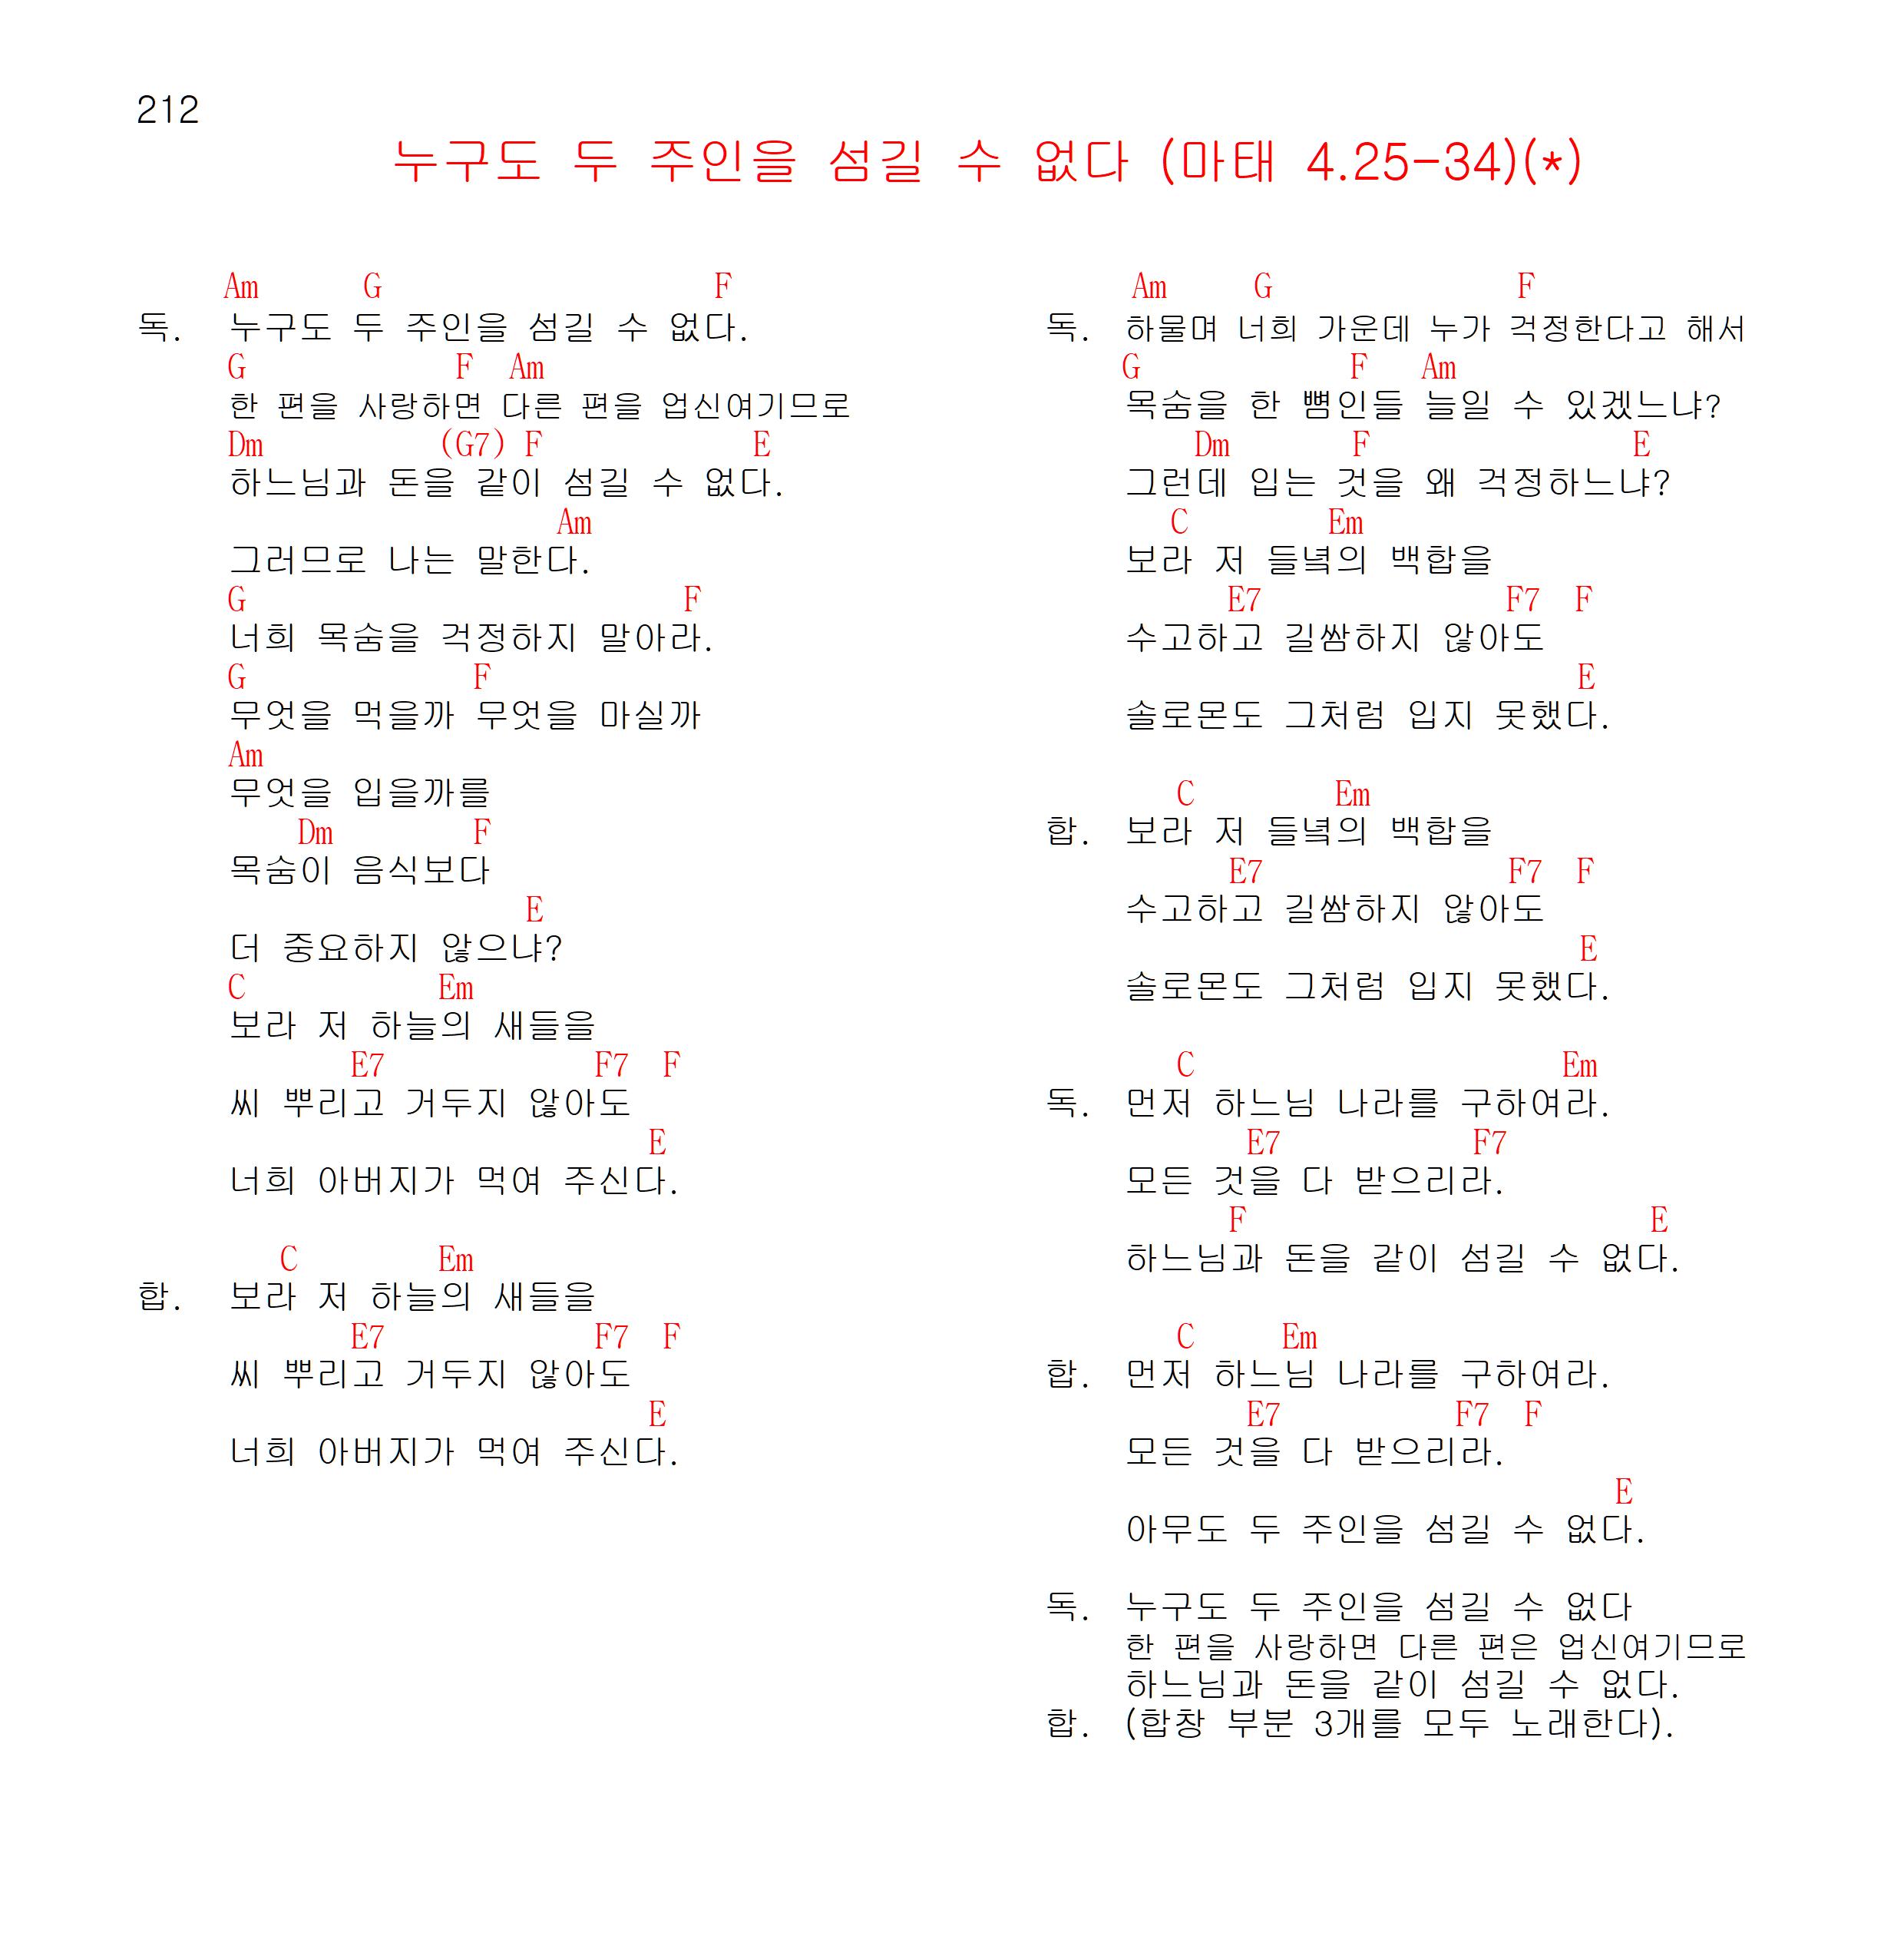 212
누구도 두 주인을 섬길 수 없다 (마태 4.25-34)(*)
Am G F
독. 누구도 두 주인을 섬길 수 없다.
G F Am
한 편을 사랑하면 다른 편을 업신여기므로
Dm (G7) F E
하느님과 돈을 같이 섬길 수 없다.
Am
그러므로 나는 말한다.
G F
너희 목숨을 걱정하지 말아라.
G F
무엇을 먹을까 무엇을 마실까
Am
무엇을 입을까를
Dm F
목숨이 음식보다
E
더 중요하지 않으냐?
C Em
보라 저 하늘의 새들을
E7 F7 F
씨 뿌리고 거두지 않아도
E
너희 아버지가 먹여 주신다.
C Em
합. 보라 저 하늘의 새들을
E7 F7 F
씨 뿌리고 거두지 않아도
E
너희 아버지가 먹여 주신다.
Am G F
독. 하물며 너희 가운데 누가 걱정한다고 해서
G F Am
목숨을 한 뼘인들 늘일 수 있겠느냐?
Dm F E
그런데 입는 것을 왜 걱정하느냐?
C Em
보라 저 들녘의 백합을
E7 F7 F
수고하고 길쌈하지 않아도
E
솔로몬도 그처럼 입지 못했다.
C Em
합. 보라 저 들녘의 백합을
E7 F7 F
수고하고 길쌈하지 않아도
E
솔로몬도 그처럼 입지 못했다.
C Em
독. 먼저 하느님 나라를 구하여라.
E7 F7
모든 것을 다 받으리라.
F E
하느님과 돈을 같이 섬길 수 없다.
C Em
합. 먼저 하느님 나라를 구하여라.
E7 F7 F
모든 것을 다 받으리라.
E
아무도 두 주인을 섬길 수 없다.
독. 누구도 두 주인을 섬길 수 없다
한 편을 사랑하면 다른 편은 업신여기므로
하느님과 돈을 같이 섬길 수 없다.
합. (합창 부분 3개를 모두 노래한다).